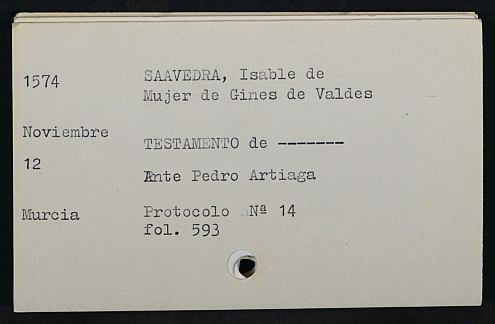 1574
SAAVEDRA, Isable de
Mujer de Gines de Valdes
Noviembre
TESTAMENTO de -------
12
Ante Pedro Artiaga
Murcia
Protocolo Nª 14
fol. 593